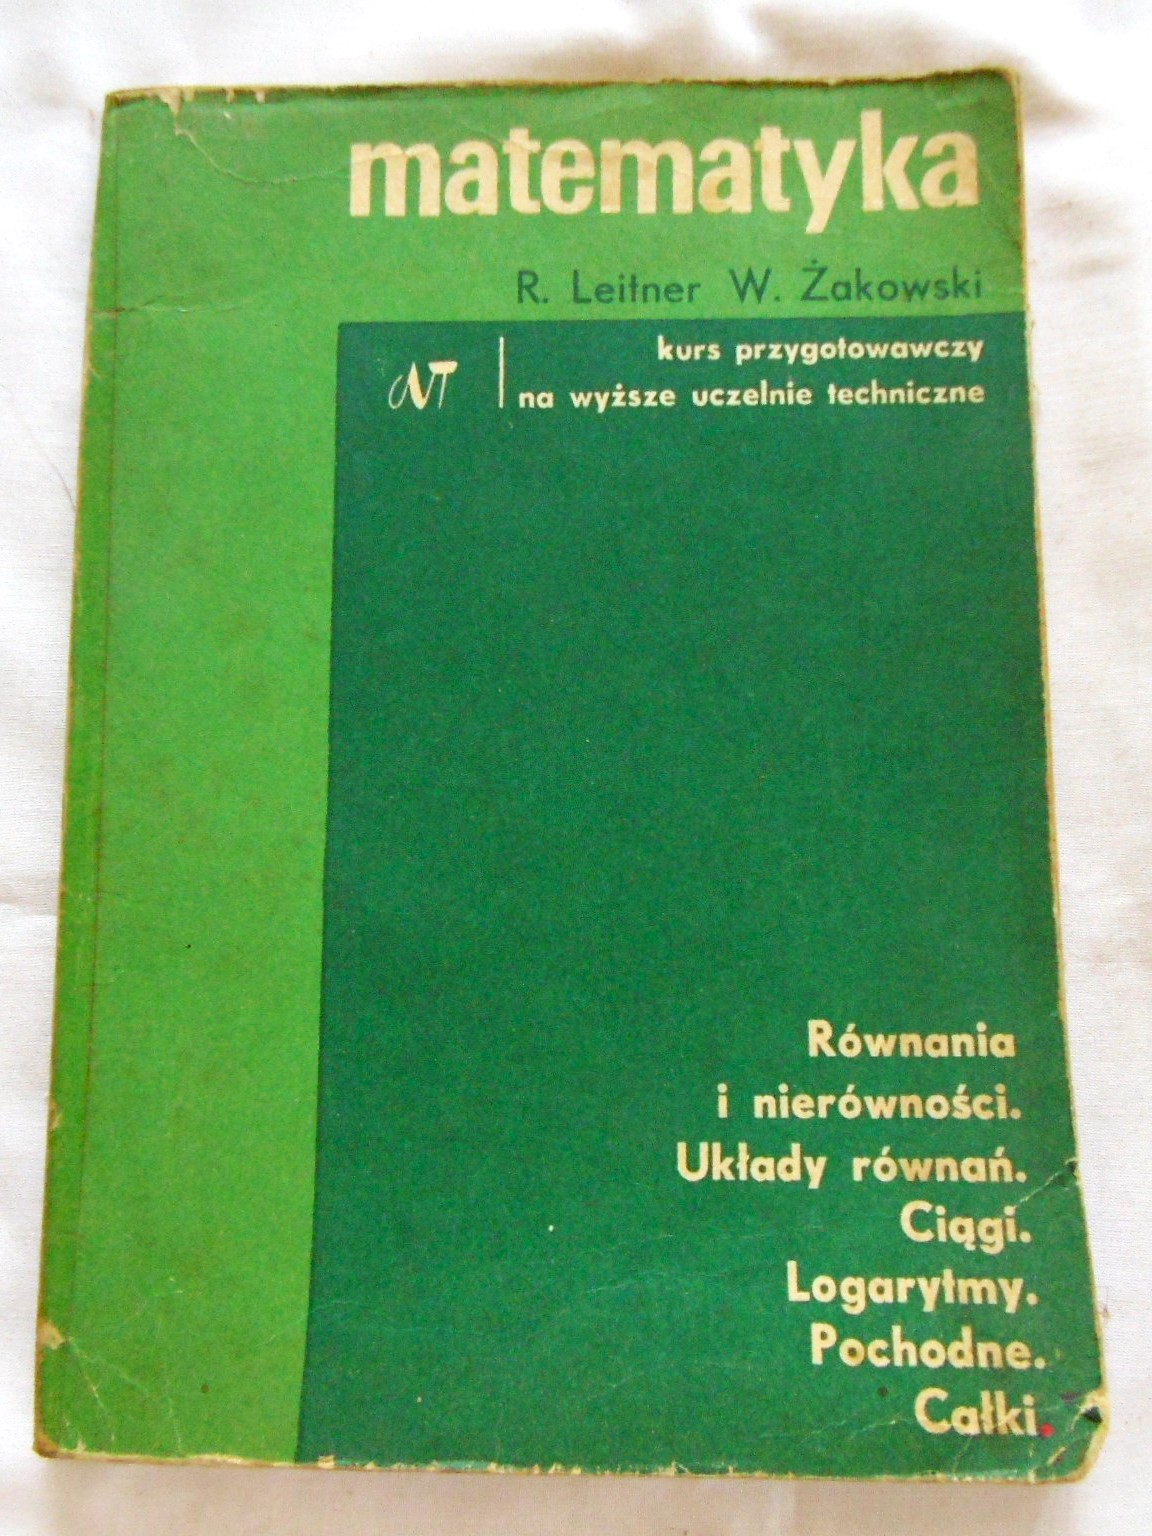 matematyka
R. Leitner W. Żakowski
kurs przygotowawczy
WNT
na wyższe uczelnie techniczne
Równania
i nierówności.
Układy równań.
Ciągi.
Logarytmy.
Pochodne.
Całki.